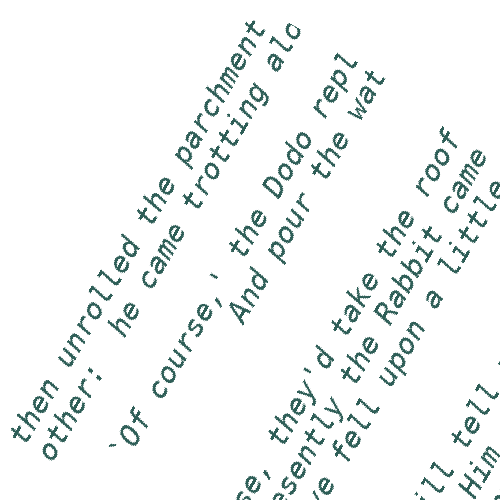 then unrolled the parchment
other: he came trotting alo
`Of course,' the Dodo repl
And pour the wat
se, they'd take the roof
esently the Rabbit came
ve fell upon a little
ill tell
Him